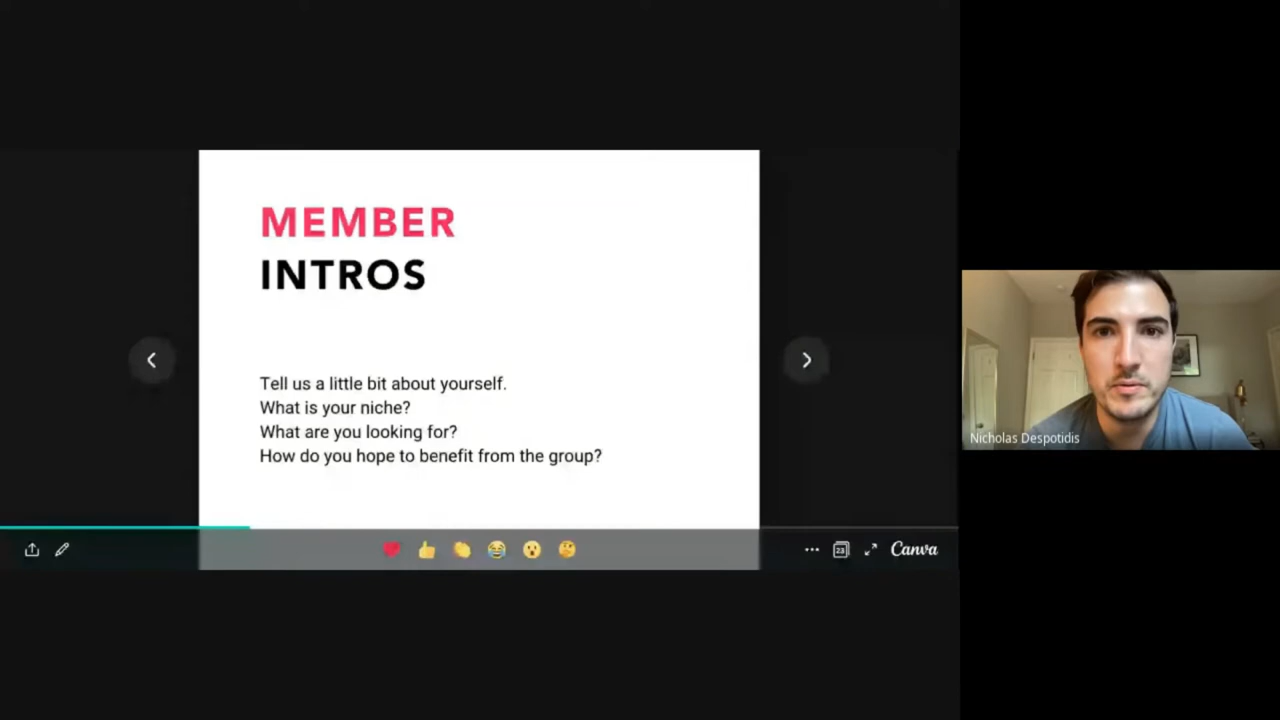 MEMBER
INTROS
Tell us a little bit about yourself.
What is your niche?
What are you looking for?
How do you hope to benefit from the group?
23
Canva
Nicholas Despotidis